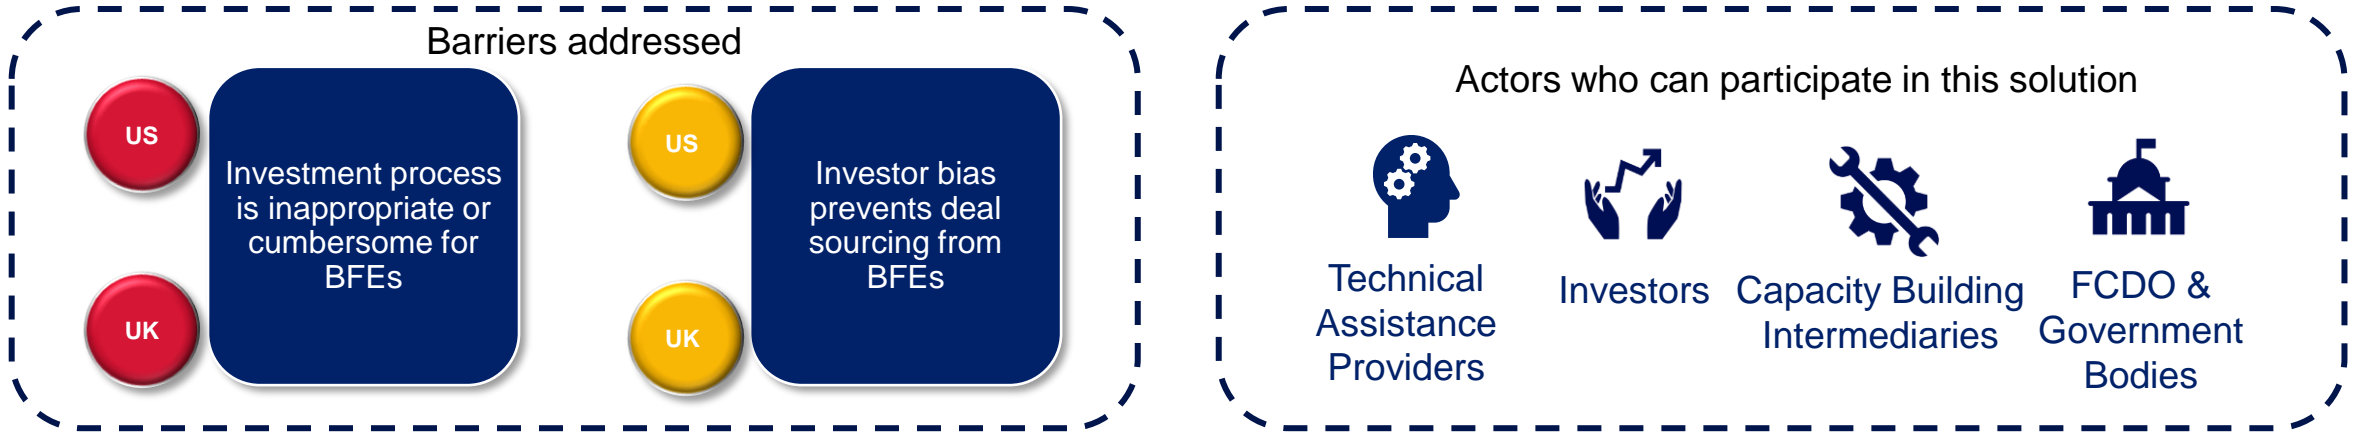 Barriers addressed
US
UK
Investment process
is inappropriate or
cumbersome for
BFEs
US
UK
Investor bias
prevents deal
sourcing from
BFEs
Actors who can participate in this solution
Technical
Assistance
Providers
Investors
Capacity Building
Intermediaries
FCDO &
Government
Bodies